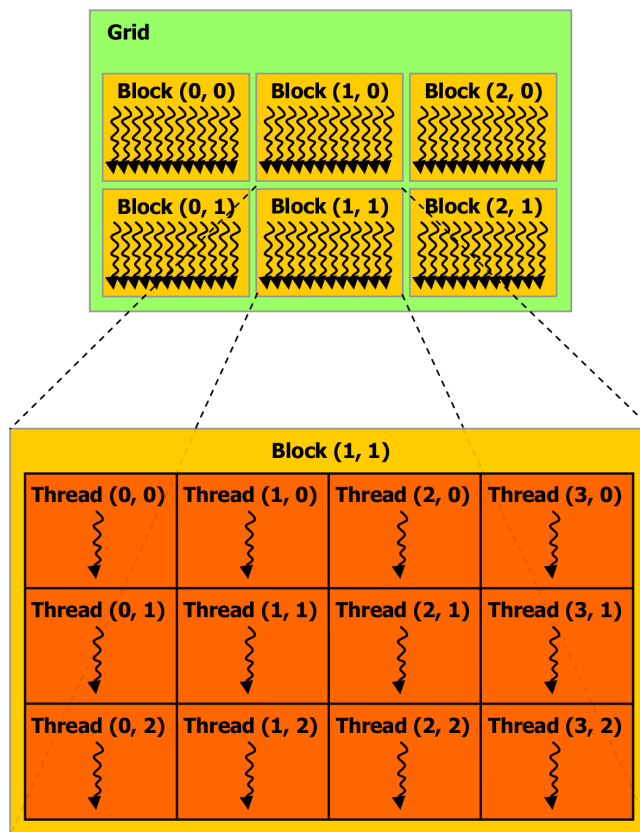 Grid
Block (0, 0) Block (1, 0) Block (2, 0)
Block (0, 1) Block (1, 1) Block (2, 1)
Block (1, 1)
Thread (0, 0) Thread (1, 0) Thread (2, 0) Thread (3, 0)
Thread (0, 1) Thread (1, 1) Thread (2, 1) Thread (3, 1)
Thread (0, 2) Thread (1, 2) Thread (2, 2) Thread (3, 2)